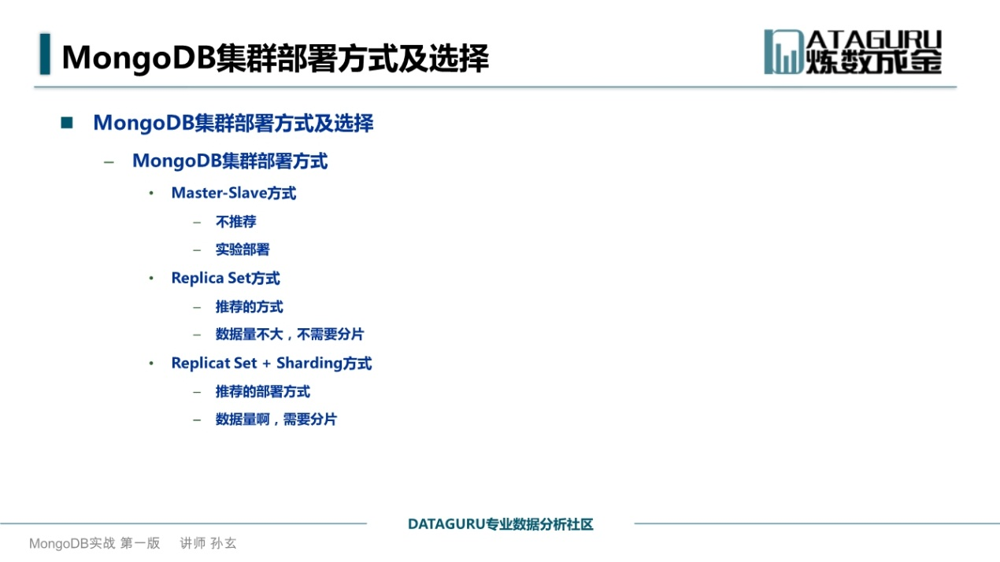 MongoDB集群部署方式及选择
DATAGURU
炼数成金
MongoDB集群部署方式及选择
MongoDB集群部署方式
Master-Slave方式
不推荐
实验部署
Replica Set方式
推荐的方式
数据量不大，不需要分片
Replicat Set + Sharding方式
推荐的部署方式
数据量啊，需要分片
DATAGURU专业数据分析社区
MongoDB实战 第一版 讲师 孙玄